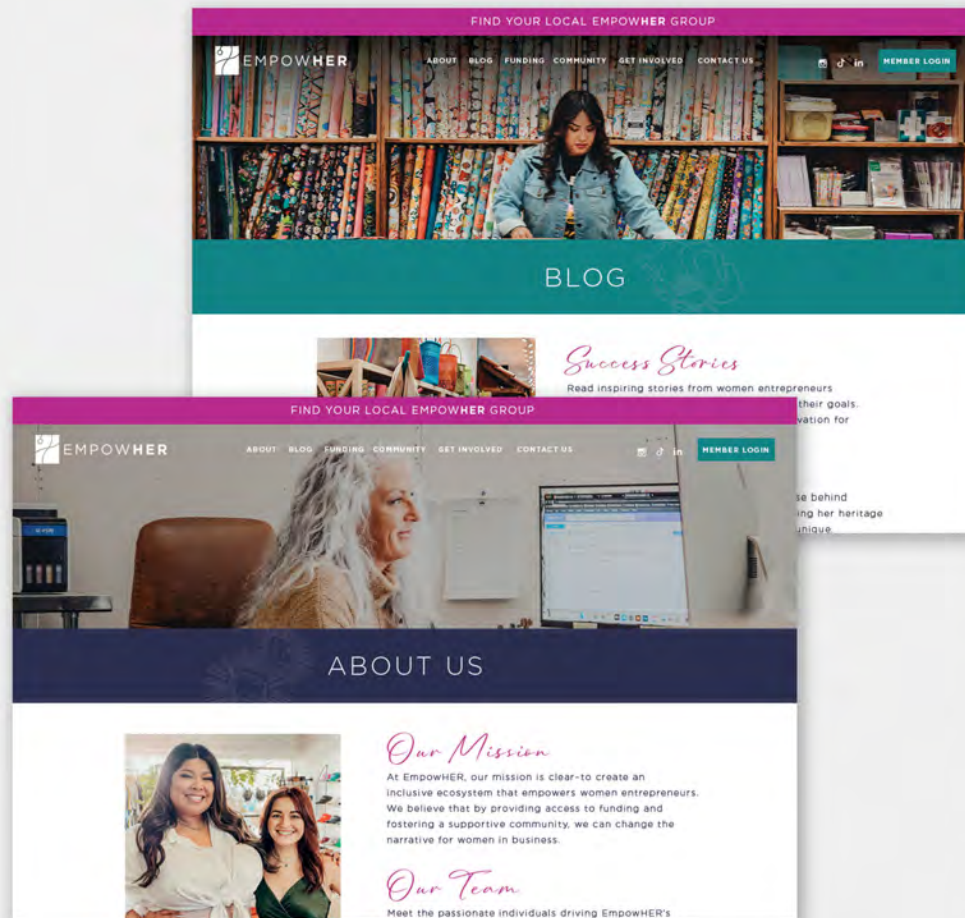 FIND YOUR LOCAL EMPOWHER GROUP
EMPOWHER
ABOUT BLOG FUNDING COMMUNITY GET INVOLVED CONTACT US
MEMBER LOGIN
BLOG
Success Stories
Read inspiring stories from women entrepreneurs
their goals.
vation for
se behind
ing her heritage
unique.
FIND YOUR LOCAL EMPOWHER GROUP
EMPOWHER
ABOUT BLOG FUNDING COMMUNITY GET INVOLVED CONTACT US
in
MEMBER LOGIN
ABOUT US
Our Mission
At EmpowHER, our mission is clear–to create an
inclusive ecosystem that empowers women entrepreneurs.
We believe that by providing access to funding and
fostering a supportive community, we can change the
narrative for women in business.
Our Team
Meet the passionate individuals driving EmpowHER's